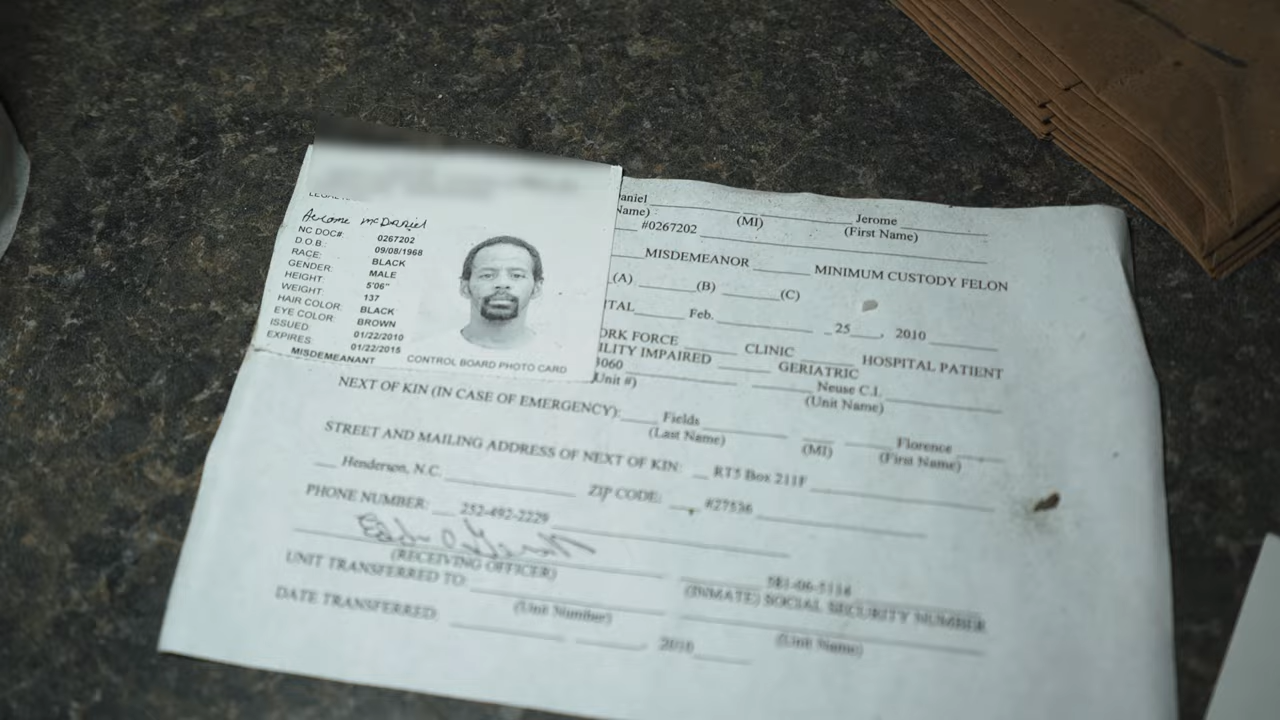 Jerome McDaniel
NC DOC#: 0267202
D.O.B.: 09/08/1968
RACE: BLACK
GENDER: MALE
HEIGHT: 5'06"
WEIGHT: 137
HAIR COLOR: BLACK
EYE COLOR: BROWN
ISSUED: 01/22/2010
EXPIRES: 01/22/2015
MISDEMEANANT CONTROL BOARD PHOTO CARD
aniel Jerome
Name) (MI) (First Name)
#0267202
MISDEMEANOR MINIMUM CUSTODY FELON
(A) (B) (C)
TAL Feb. 25, 2010
ORK FORCE CLINIC HOSPITAL PATIENT
ILITY IMPAIRED GERIATRIC
3060 Neuse C.I.
Unit #) (Unit Name)
NEXT OF KIN (IN CASE OF EMERGENCY): Fields Florence
(Last Name) (MI) (First Name)
STREET AND MAILING ADDRESS OF NEXT OF KIN: RT5 Box 211F
Henderson, N.C. ZIP CODE: #27536
PHONE NUMBER: 252-492-2229
(RECEIVING OFFICER) (INMATE) SOCIAL SECURITY NUMBER
UNIT TRANSFERRED TO:
(Unit Number) (Unit Name)
DATE TRANSFERRED: , 2010